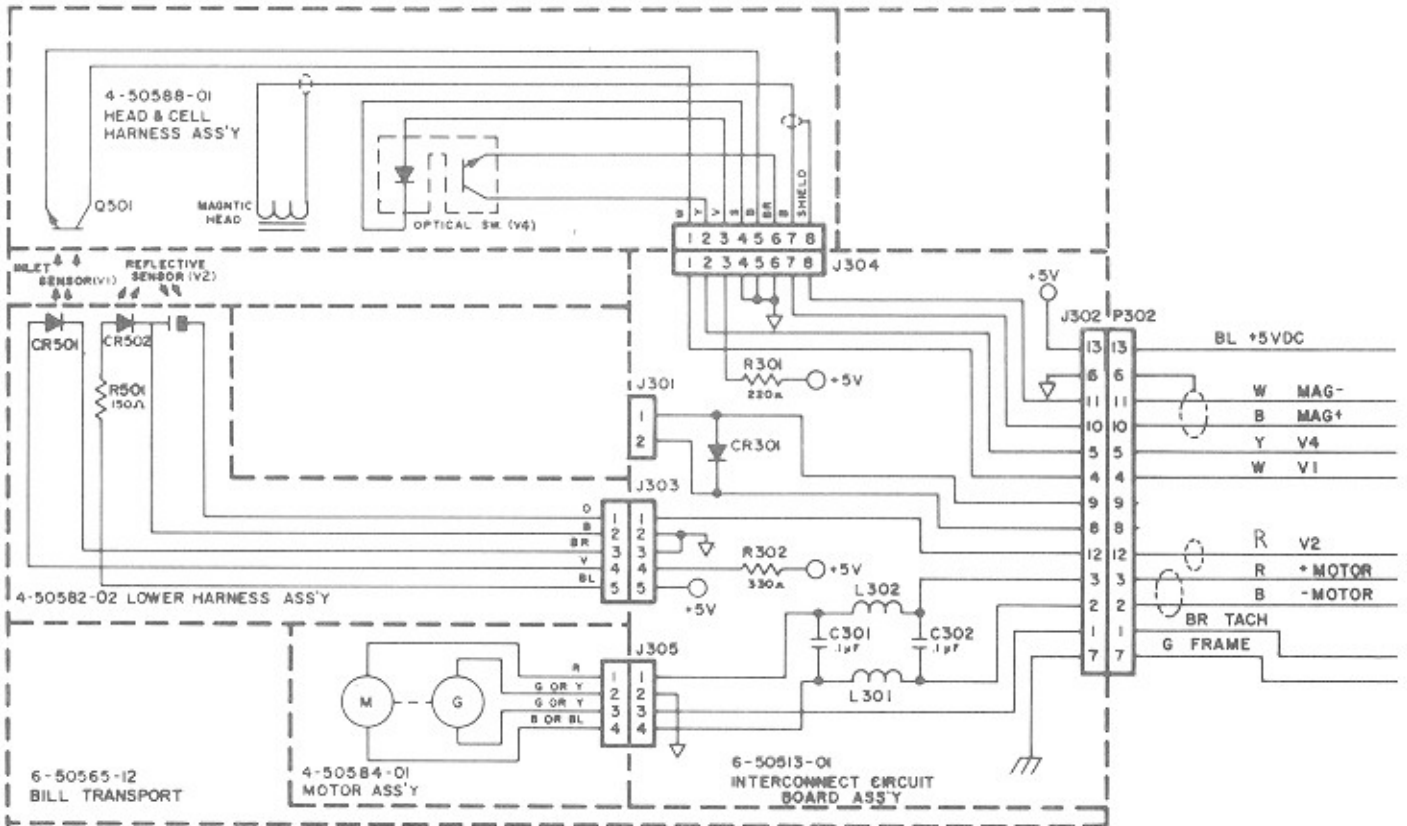 4-50588-01
HEAD & CELL
HARNESS ASS'Y
Q501
MAGNTIC
HEAD
OPTICAL SW. (V4)
Y V S B BR B SHIELD
1 2 3 4 5 6 7 8
1 2 3 4 5 6 7 8
J304
INLET
SENSOR (V1)
REFLECTIVE
SENSOR (V2)
CR501
CR502
R501
150Ω
+5V
J302 P302
13 13 BL +5VDC
6 6
11 11 W MAG-
10 10 B MAG+
5 5 Y V4
4 4 W V1
9 9
8 8
12 12 R V2
3 3 R + MOTOR
2 2 B - MOTOR
1 1 BR TACH
7 7 G FRAME
R301
220Ω
+5V
J301
1
2
CR301
J303
O 1 1
B 2 2
BR 3 3
V 4 4
BL 5 5
R302
330Ω
+5V
+5V
4-50582-02 LOWER HARNESS ASS'Y
L302
C301
.1µF
C302
.1µF
L301
J305
R 1 1
G OR Y 2 2
G OR Y 3 3
B OR BL 4 4
M
G
6-50565-12
BILL TRANSPORT
4-50584-01
MOTOR ASS'Y
6-50513-01
INTERCONNECT CIRCUIT
BOARD ASS'Y